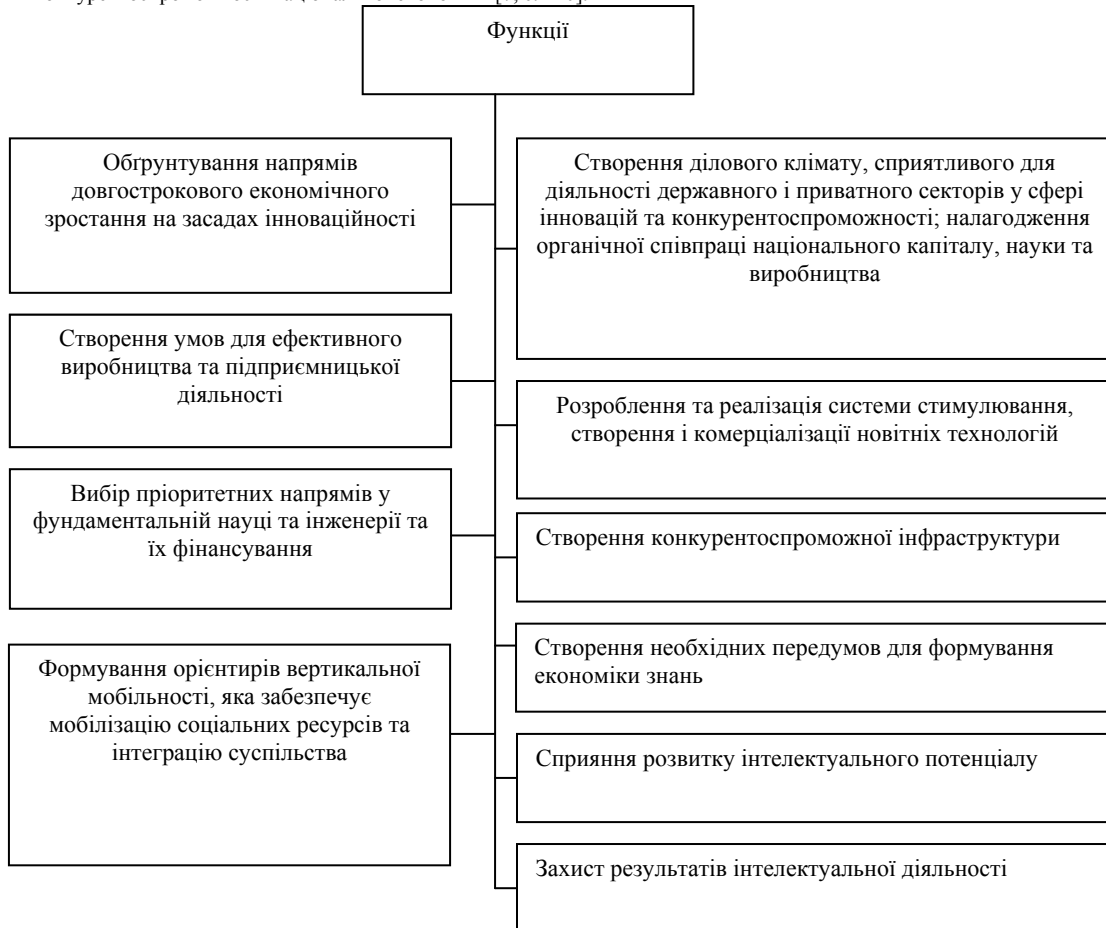 Функції
Обґрунтування напрямів
довгострокового економічного
зростання на засадах інноваційності
Створення умов для ефективного
виробництва та підприємницької
діяльності
Вибір пріоритетних напрямів у
фундаментальній науці та інженерії та
їх фінансування
Формування орієнтирів вертикальної
мобільності, яка забезпечує
мобілізацію соціальних ресурсів та
інтеграцію суспільства
Створення ділового клімату, сприятливого для
діяльності державного і приватного секторів у сфері
інновацій та конкурентоспроможності; налагодження
органічної співпраці національного капіталу, науки та
виробництва
Розроблення та реалізація системи стимулювання,
створення і комерціалізації новітніх технологій
Створення конкурентоспроможної інфраструктури
Створення необхідних передумов для формування
економіки знань
Сприяння розвитку інтелектуального потенціалу
Захист результатів інтелектуальної діяльності